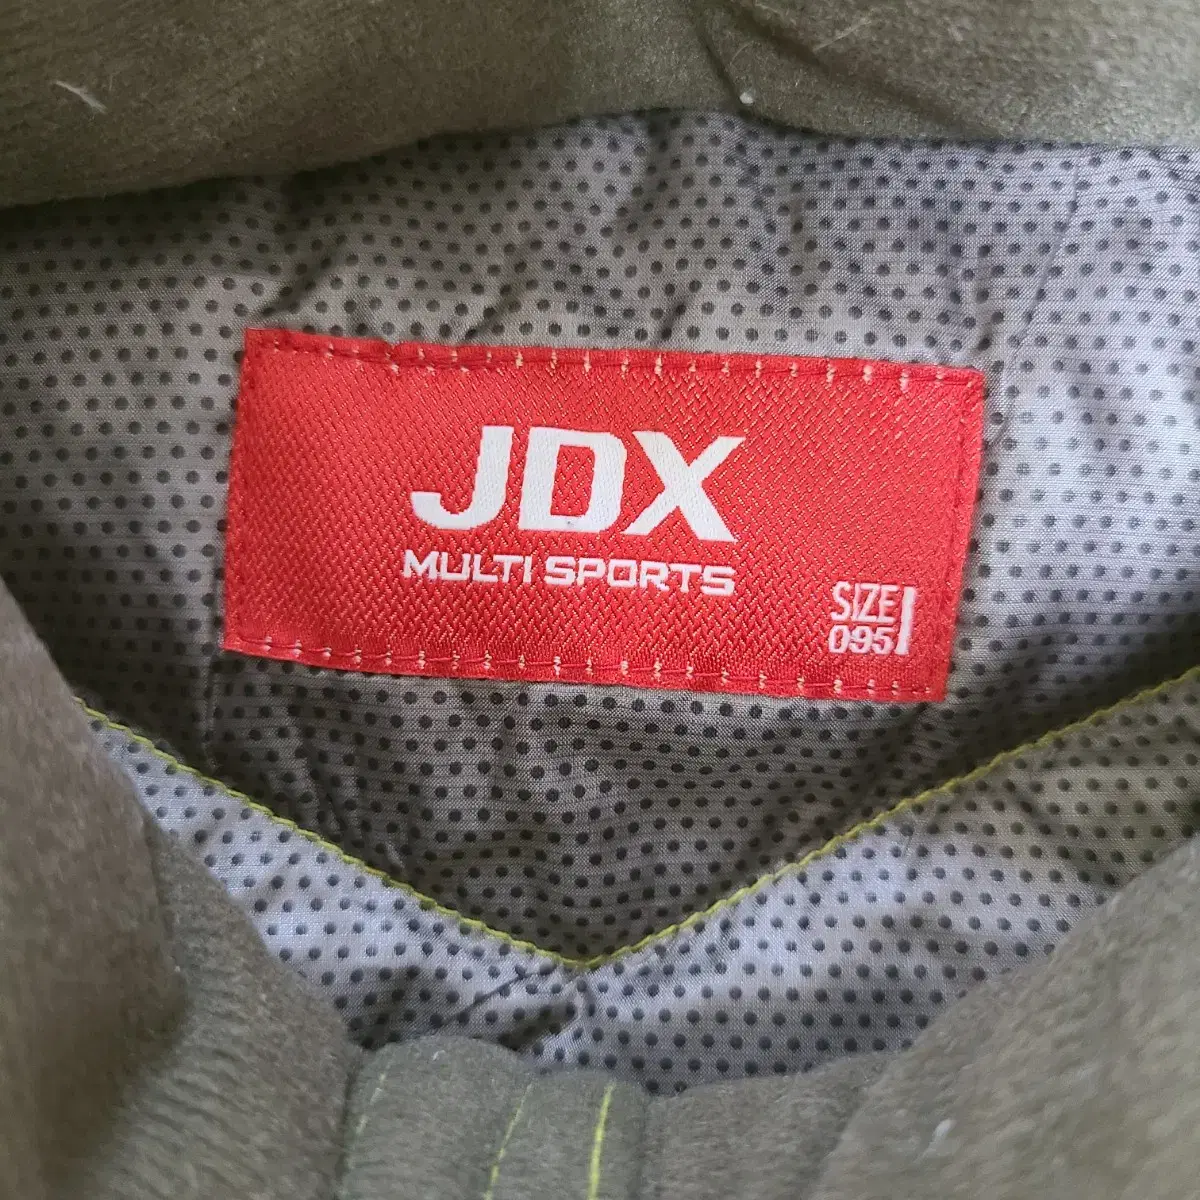 JDX
MULTI SPORTS
SIZE
095